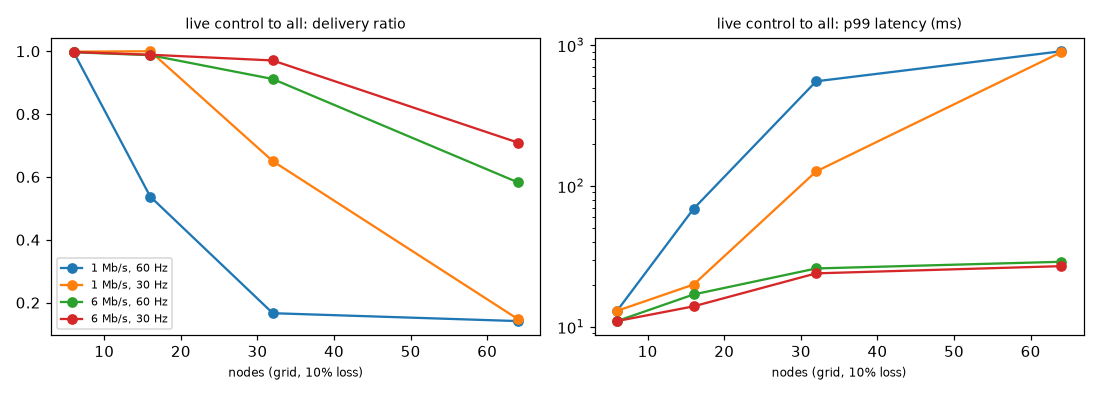 live control to all: delivery ratio
1.0
0.8
0.6
0.4
0.2
1 Mb/s, 60 Hz
1 Mb/s, 30 Hz
6 Mb/s, 60 Hz
6 Mb/s, 30 Hz
10 20 30 40 50 60
nodes (grid, 10% loss)
live control to all: p99 latency (ms)
10³
10²
10¹
10 20 30 40 50 60
nodes (grid, 10% loss)